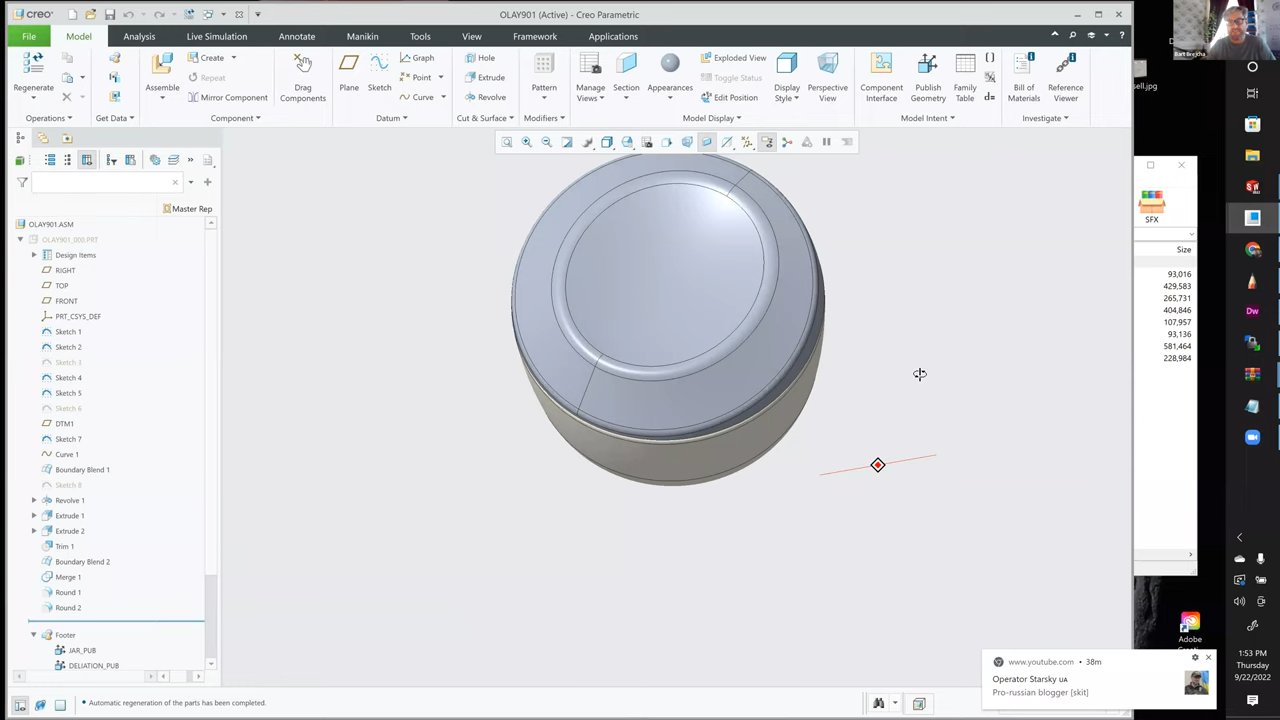 creo
OLAY901 (Active) - Creo Parametric
File
Model
Analysis
Live Simulation
Annotate
Manikin
Tools
View
Framework
Applications
Bart Brejcha
Regenerate
Operations
Get Data
Assemble
Create
Repeat
Mirror Component
Component
Drag
Components
Plane
Sketch
Graph
Point
Curve
Datum
Hole
Extrude
Revolve
Cut & Surface
Pattern
Modifiers
Manage
Views
Section
Appearances
Exploded View
Toggle Status
Edit Position
Display
Style
Perspective
View
Model Display
Component
Interface
Publish
Geometry
Family
Table
Model Intent
Bill of
Materials
Reference
Viewer
Investigate
sell.jpg
SFX
Size
93,016
429,583
265,731
404,846
107,957
93,136
581,464
228,984
Master Rep
OLAY901.ASM
OLAY901_003.PRT
Design Items
RIGHT
TOP
FRONT
PRT_CSYS_DEF
Sketch 1
Sketch 2
Sketch 3
Sketch 4
Sketch 5
Sketch 6
DTM1
Sketch 7
Curve 1
Boundary Blend 1
Sketch 8
Revolve 1
Extrude 1
Extrude 2
Trim 1
Boundary Blend 2
Merge 1
Round 1
Round 2
Footer
JAR_PUB
DELIATION_PUB
• Automatic regeneration of the parts has been completed.
www.youtube.com • 38m
Operator Starsky UA
Pro-russian blogger [skit]
Adobe
Dw
SW
1:53 PM
Thursday
9/22/2022